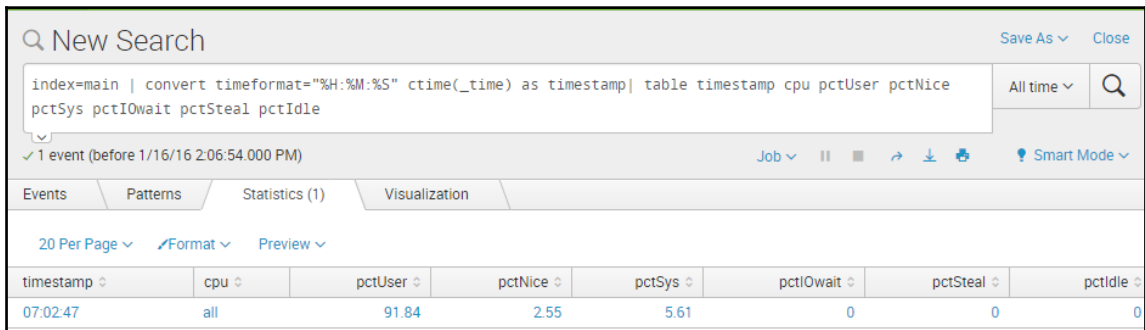 New Search
Save As Close
index=main | convert timeformat="%H:%M:%S" ctime(_time) as timestamp| table timestamp cpu pctUser pctNice
pctSys pctIOwait pctSteal pctIdle
All time
✓ 1 event (before 1/16/16 2:06:54.000 PM)
Job
Smart Mode
Events Patterns Statistics (1) Visualization
20 Per Page Format Preview
timestamp cpu pctUser pctNice pctSys pctIOwait pctSteal pctIdle
07:02:47 all 91.84 2.55 5.61 0 0 0